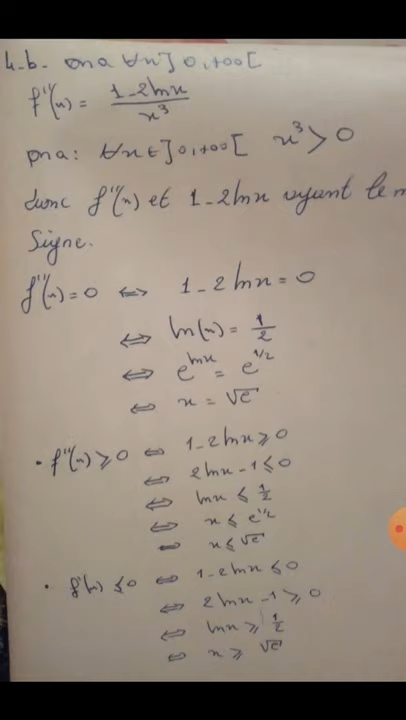 4-b- on a ∀x ]0,+∞[
f''(x) = (1-2lnx)/x³
on a : ∀x ∈ ]0,+∞[ x³ > 0
donc f''(x) et 1-2lnx ayant le m
Signe.
f''(x) = 0 ⇔ 1-2lnx = 0
⇔ ln(x) = 1/2
⇔ e^lnx = e^1/2
⇔ x = √e
• f''(x) ⩾ 0 ⇔ 1-2lnx ⩾ 0
⇔ 2lnx-1 ⩽ 0
⇔ lnx ⩽ 1/2
⇔ x ⩽ e^1/2
⇔ x ⩽ √e
• f(x) ⩽ 0 ⇔ 1-2lnx ⩽ 0
⇔ 2lnx-1 ⩾ 0
⇔ lnx ⩾ 1/2
⇔ x ⩾ √e